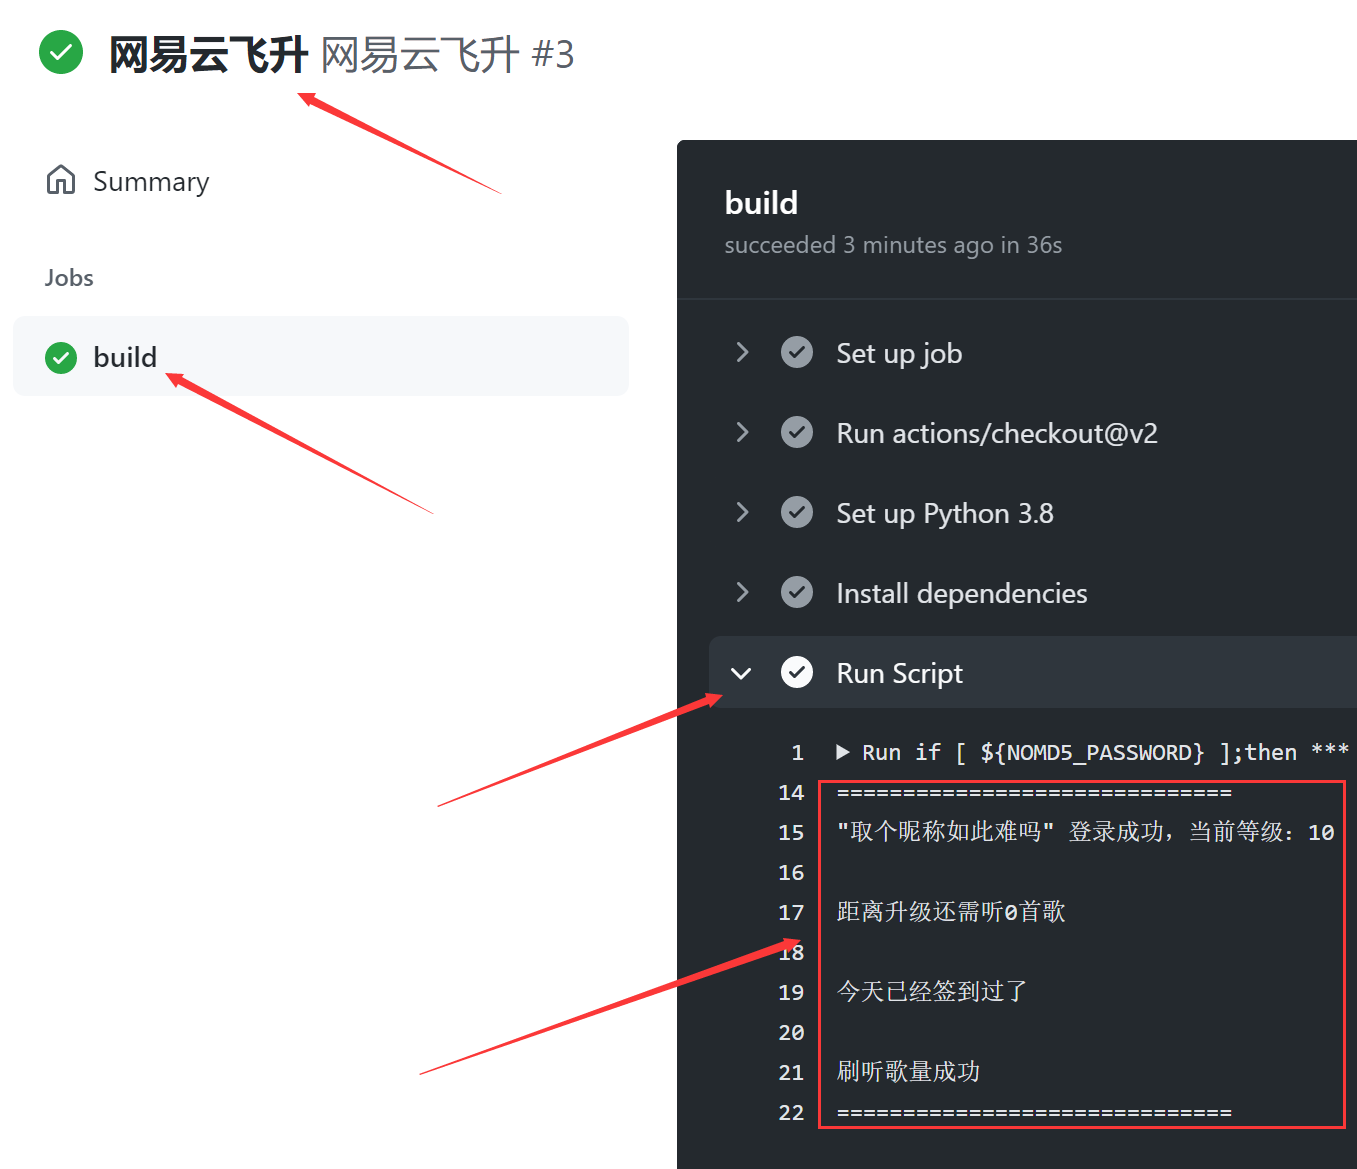 网易云飞升 网易云飞升 #3
Summary
Jobs
build
build
succeeded 3 minutes ago in 36s
Set up job
Run actions/checkout@v2
Set up Python 3.8
Install dependencies
Run Script
1 Run if [ ${NOMD5_PASSWORD} ];then ***
14 ==============================
15 "取个昵称如此难吗" 登录成功，当前等级：10
16
17 距离升级还需听0首歌
18
19 今天已经签到过了
20
21 刷听歌量成功
22 ==============================